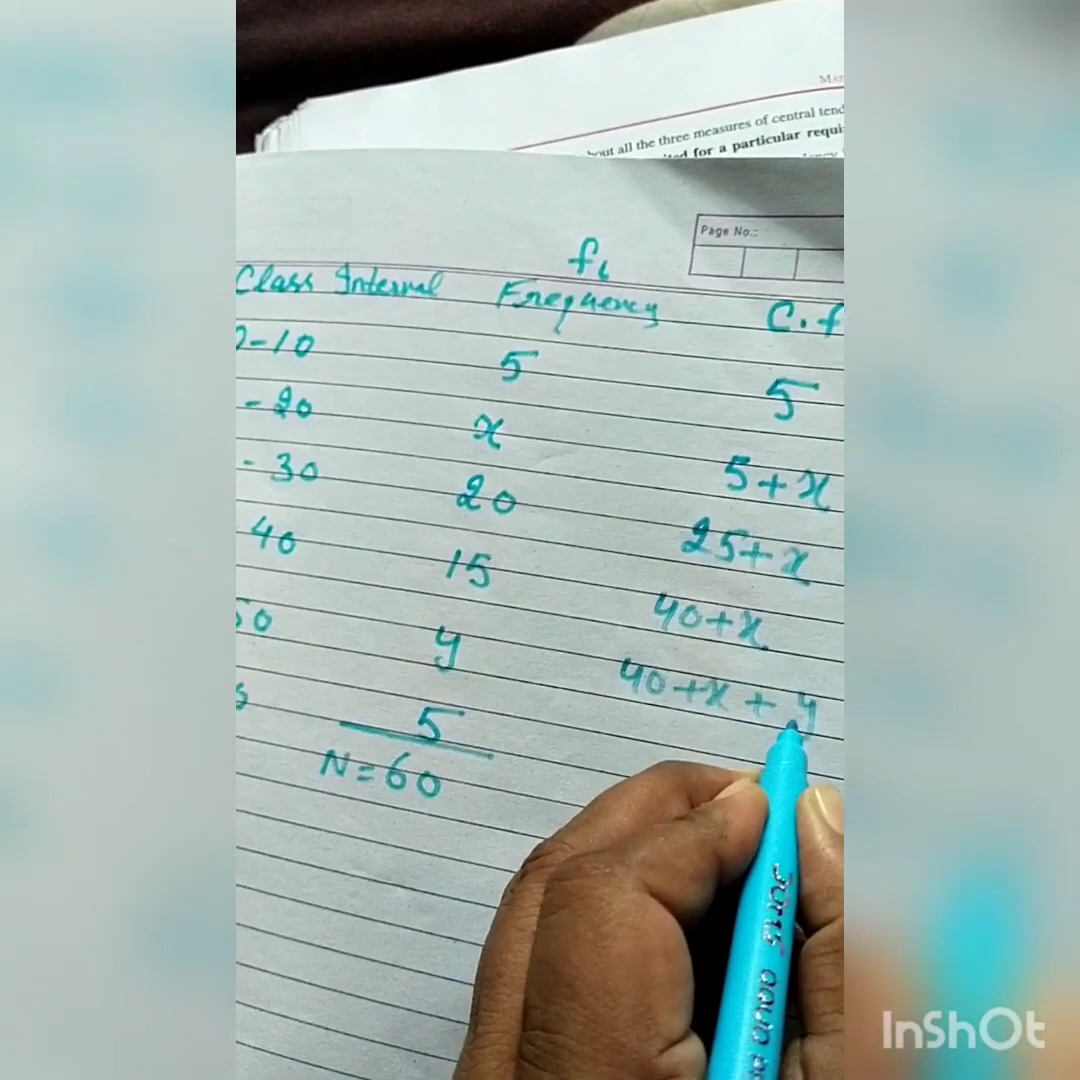 bout all the three measures of central tend
for a particular requi
Page No.:
fi
Class Interval Frequency C.f
0-10 5 5
-20 x 5+x
-30 20 25+x
40 15 40+x
50 y 40+x+y
5
N=60
InShOt